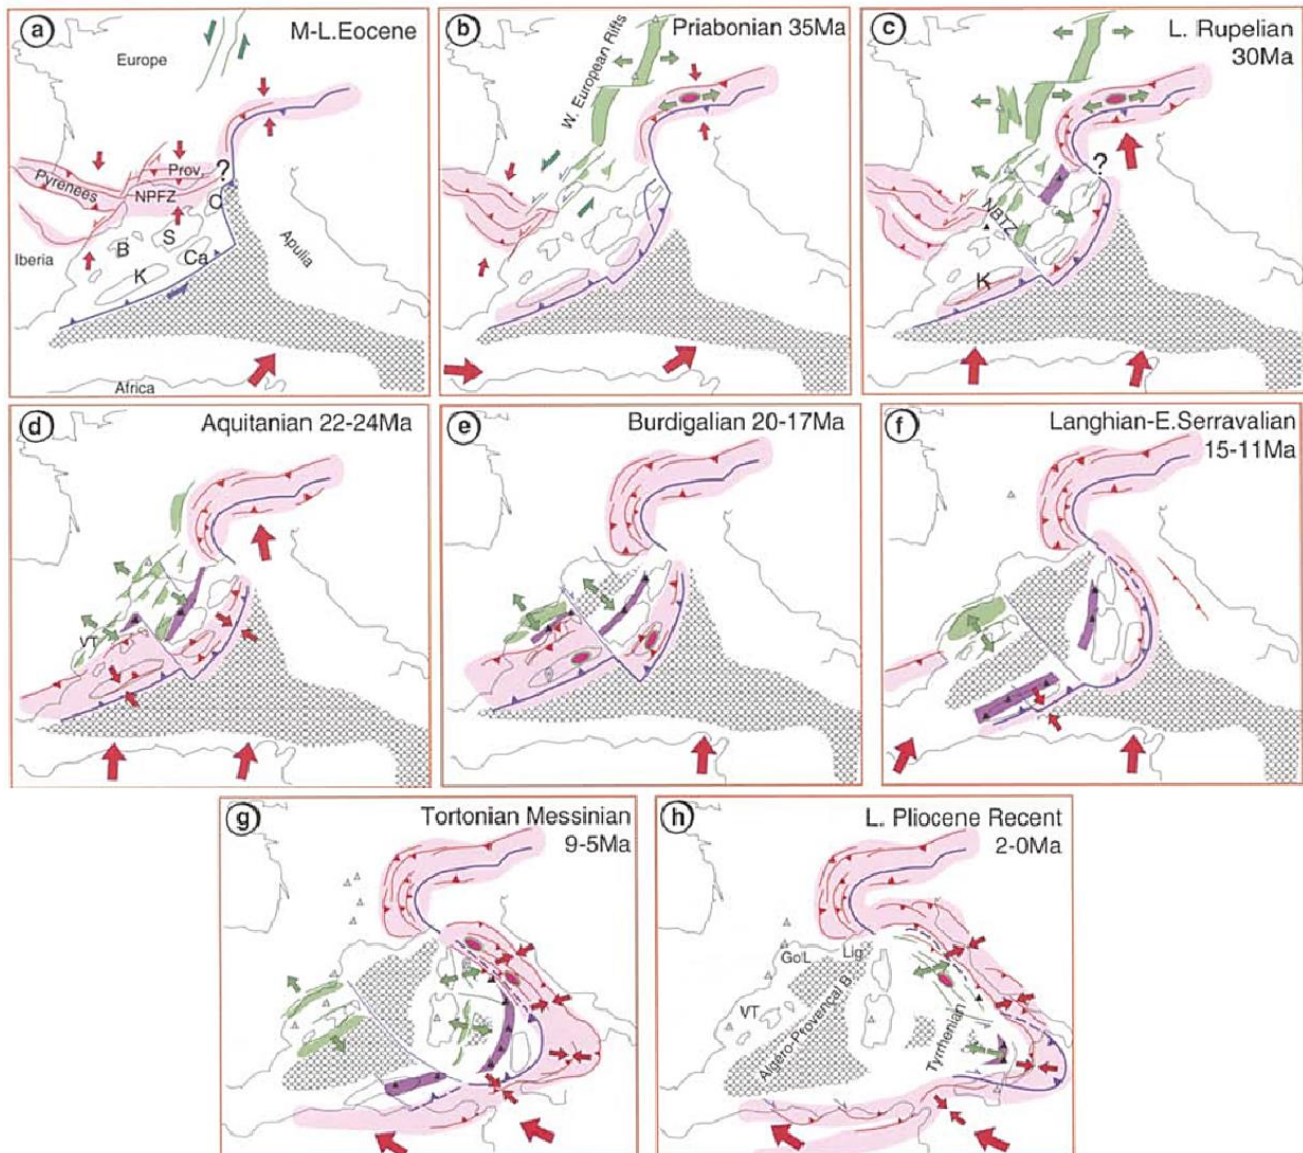 a
M-L.Eocene
Europe
Prov.
?
Pyrenees
NPFZ
C
S
B
Apulia
Iberia
Ca
K
Africa
b
Priabonian 35Ma
W. European Rifts
c
L. Rupelian
30Ma
?
NBTZ
K
d
Aquitanian 22-24Ma
VT
e
Burdigalian 20-17Ma
f
Langhian-E.Serravalian
15-11Ma
g
Tortonian Messinian
9-5Ma
h
L. Pliocene Recent
2-0Ma
GoL
Lig
VT
Algero-Provençal B.
Tyrrhenian